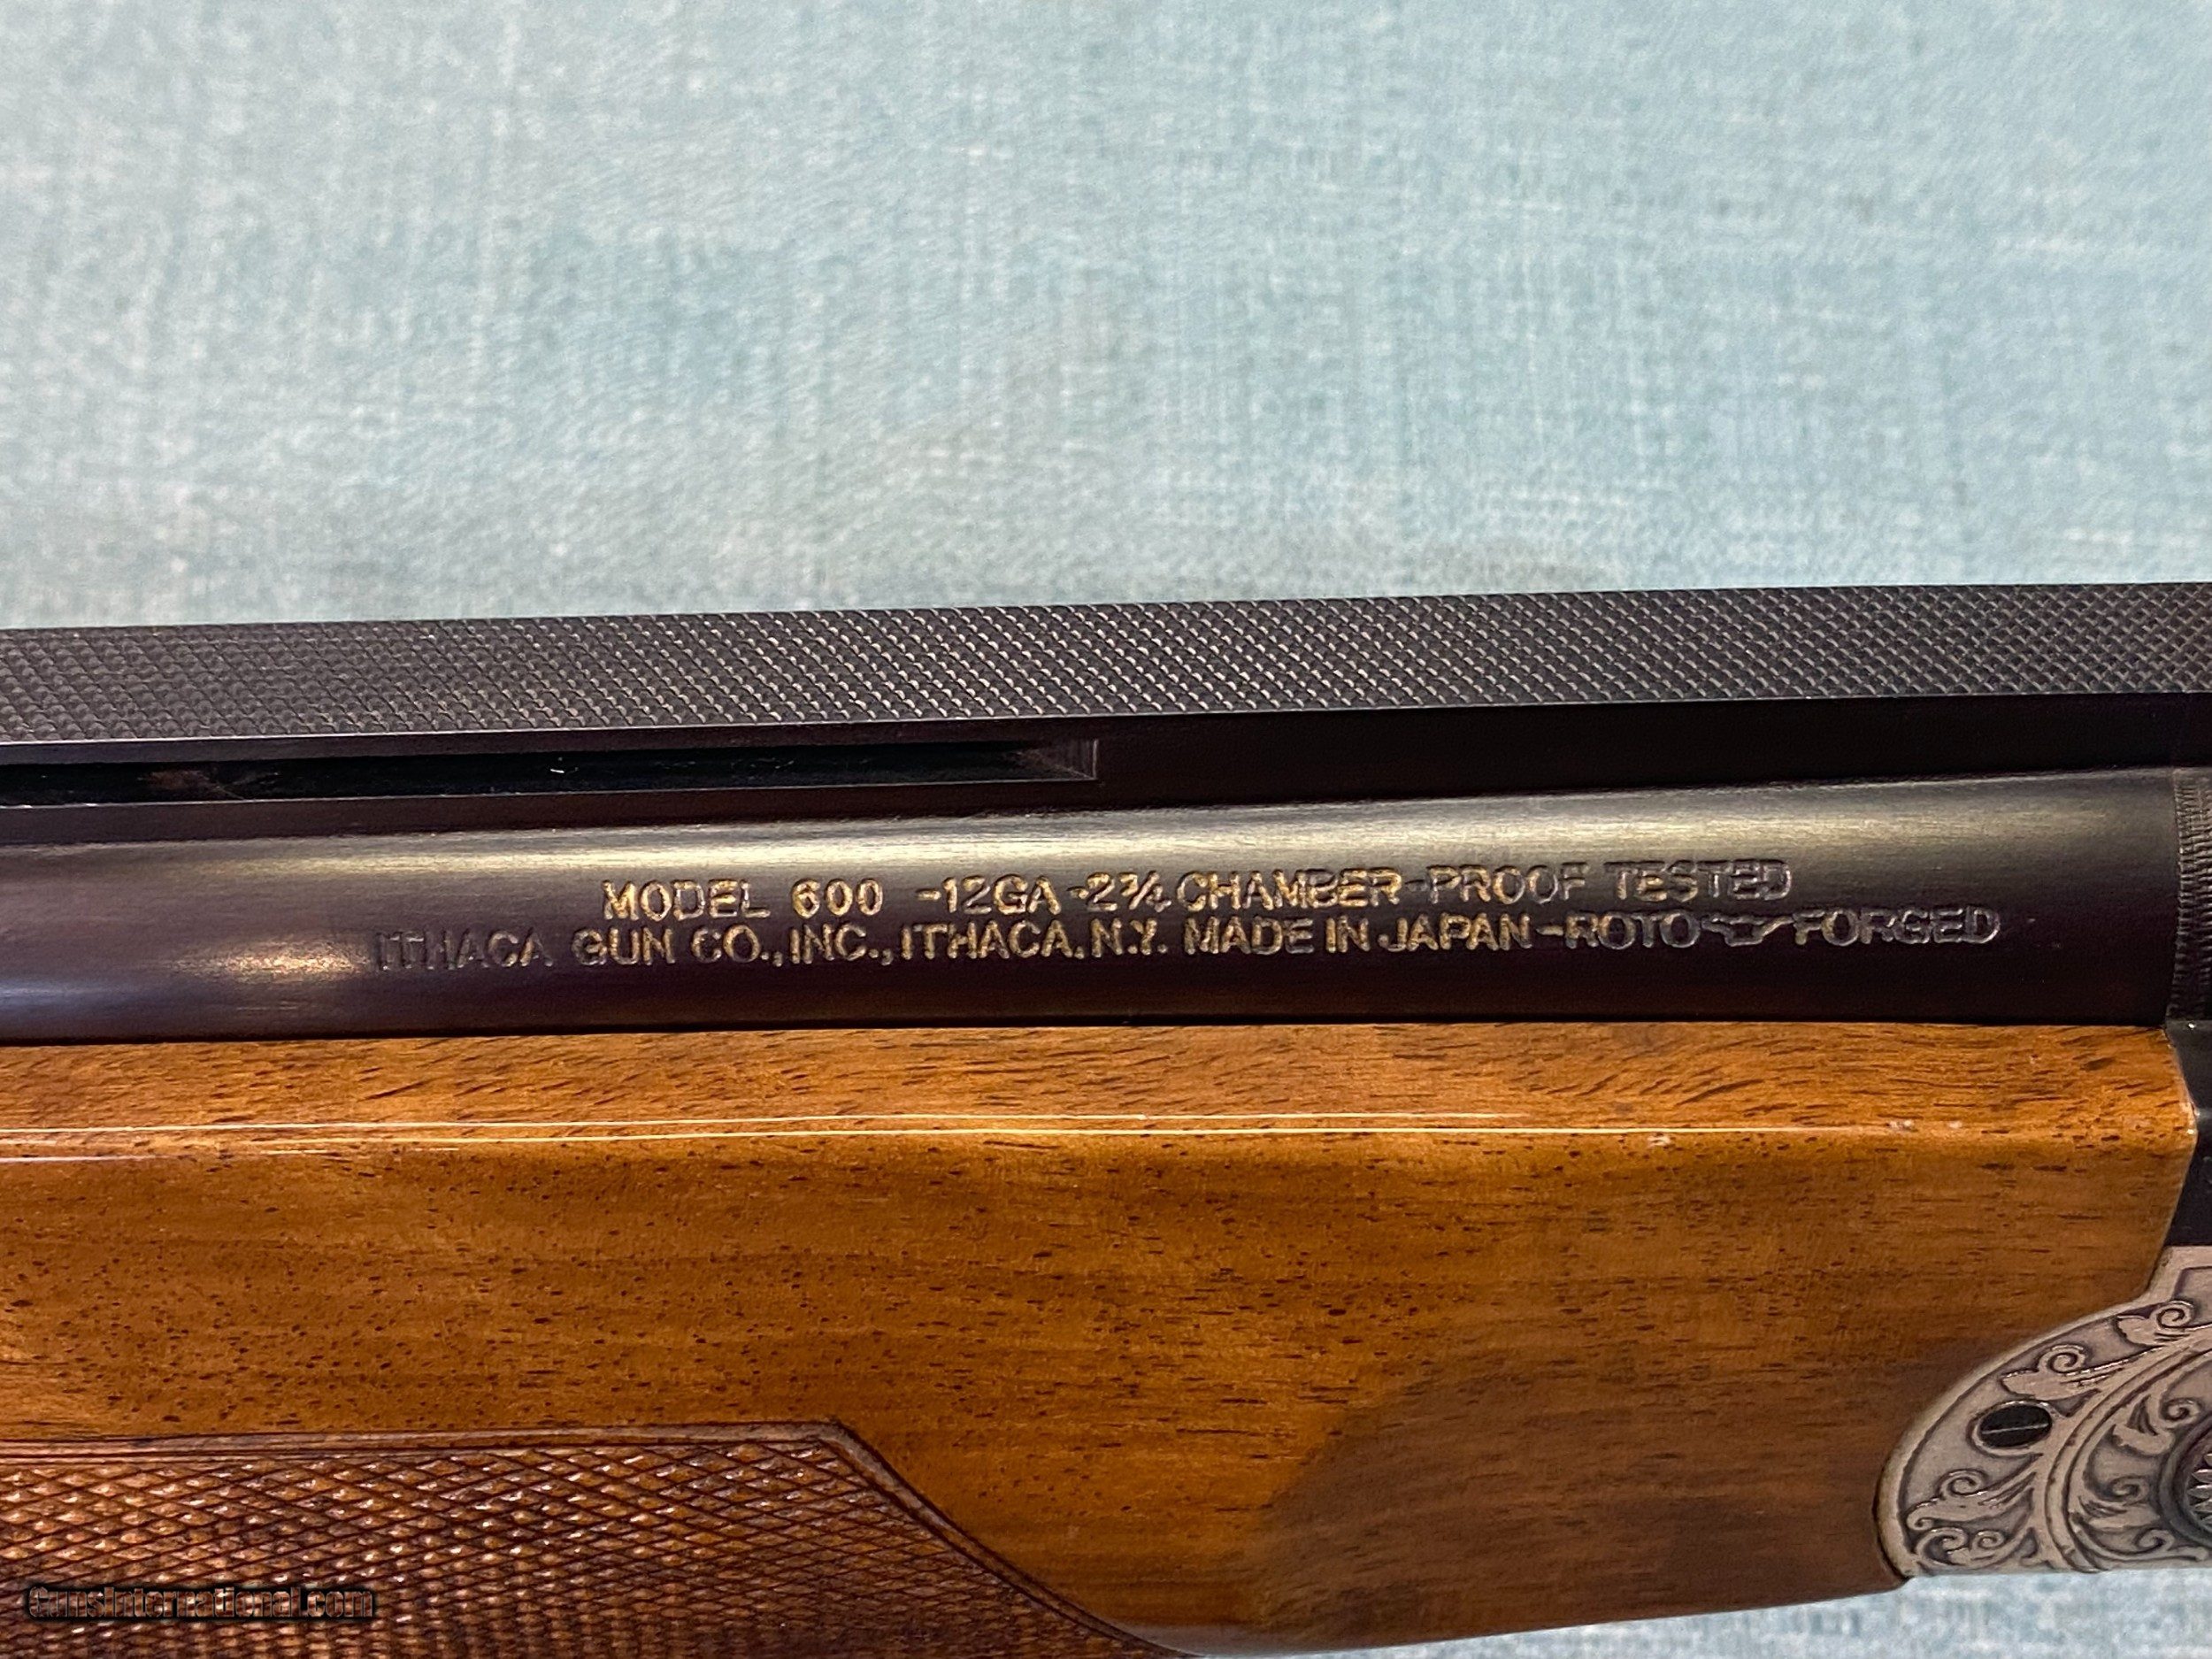 MODEL 600 -12GA -2¾ CHAMBER-PROOF TESTED
ITHACA GUN CO., INC., ITHACA, N.Y. MADE IN JAPAN-ROTO FORGED
GunsInternational.com